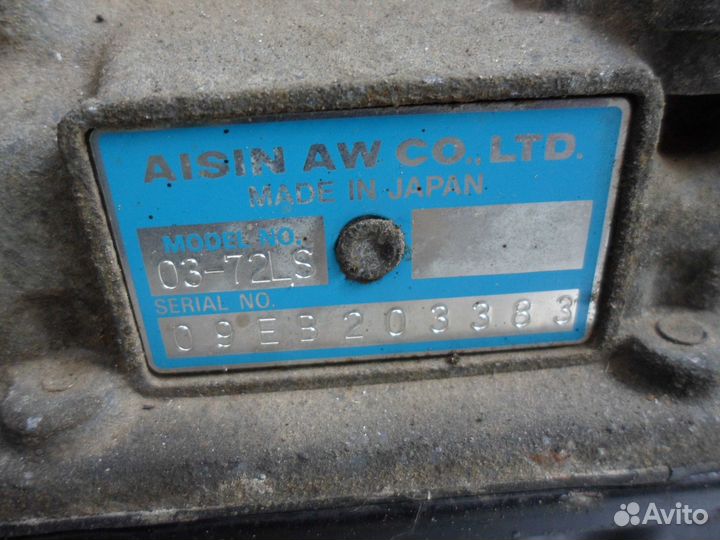 AISIN AW CO., LTD.
MADE IN JAPAN
MODEL NO.
03-72LS
SERIAL NO.
09EB203383
Avito